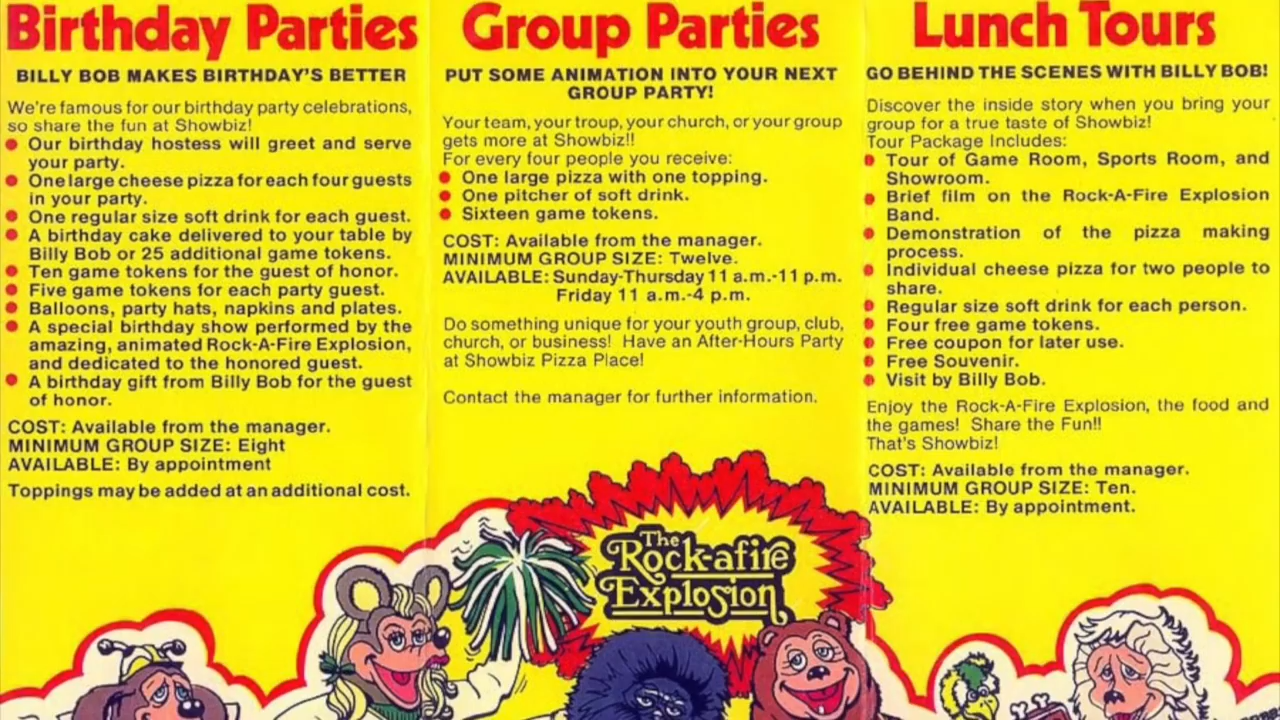 Birthday Parties
BILLY BOB MAKES BIRTHDAY'S BETTER
We're famous for our birthday party celebrations,
so share the fun at Showbiz!
Our birthday hostess will greet and serve
your party.
One large cheese pizza for each four guests
in your party.
One regular size soft drink for each guest.
A birthday cake delivered to your table by
Billy Bob or 25 additional game tokens.
Ten game tokens for the guest of honor.
Five game tokens for each party guest.
Balloons, party hats, napkins and plates.
A special birthday show performed by the
amazing, animated Rock-A-Fire Explosion,
and dedicated to the honored guest.
A birthday gift from Billy Bob for the guest
of honor.
COST: Available from the manager.
MINIMUM GROUP SIZE: Eight
AVAILABLE: By appointment
Toppings may be added at an additional cost.
Group Parties
PUT SOME ANIMATION INTO YOUR NEXT
GROUP PARTY!
Your team, your troup, your church, or your group
gets more at Showbiz!!
For every four people you receive:
One large pizza with one topping.
One pitcher of soft drink.
Sixteen game tokens.
COST: Available from the manager.
MINIMUM GROUP SIZE: Twelve.
AVAILABLE: Sunday-Thursday 11 a.m.-11 p.m.
Friday 11 a.m.-4 p.m.
Do something unique for your youth group, club,
church, or business! Have an After-Hours Party
at Showbiz Pizza Place!
Contact the manager for further information.
Lunch Tours
GO BEHIND THE SCENES WITH BILLY BOB!
Discover the inside story when you bring your
group for a true taste of Showbiz!
Tour Package Includes:
Tour of Game Room, Sports Room, and
Showroom.
Brief film on the Rock-A-Fire Explosion
Band.
Demonstration of the pizza making
process.
Individual cheese pizza for two people to
share.
Regular size soft drink for each person.
Four free game tokens.
Free coupon for later use.
Free Souvenir.
Visit by Billy Bob.
Enjoy the Rock-A-Fire Explosion, the food and
the games! Share the Fun!!
That's Showbiz!
COST: Available from the manager.
MINIMUM GROUP SIZE: Ten.
AVAILABLE: By appointment.
The
Rock-afire
Explosion